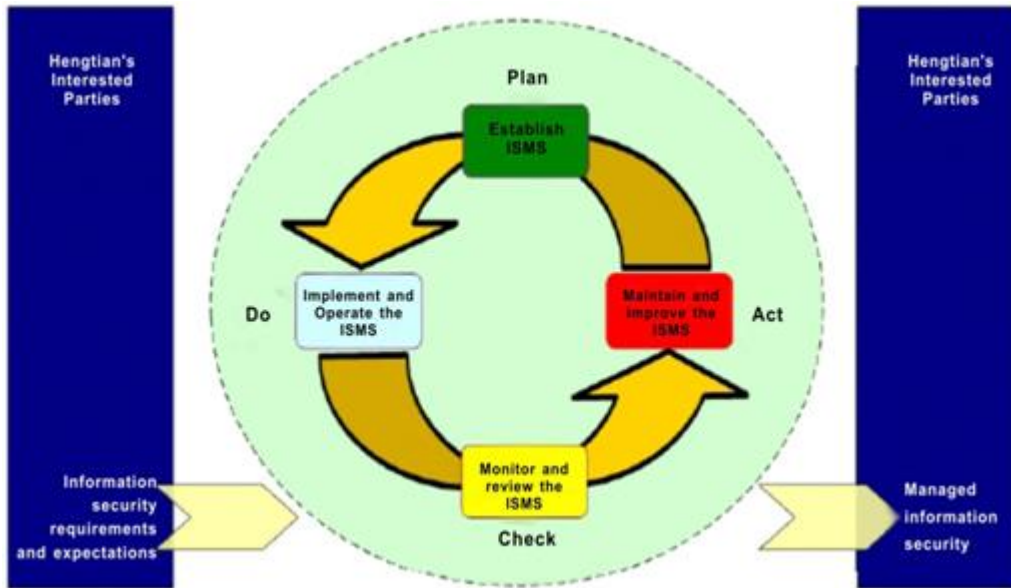 Hengtian's
Interested
Parties
Plan
Hengtian's
Interested
Parties
Establish
ISMS
Do
Implement and
Operate the
ISMS
Maintain and
improve the
ISMS
Act
Monitor and
review the
ISMS
Check
Information
security
requirements
and expectations
Managed
information
security